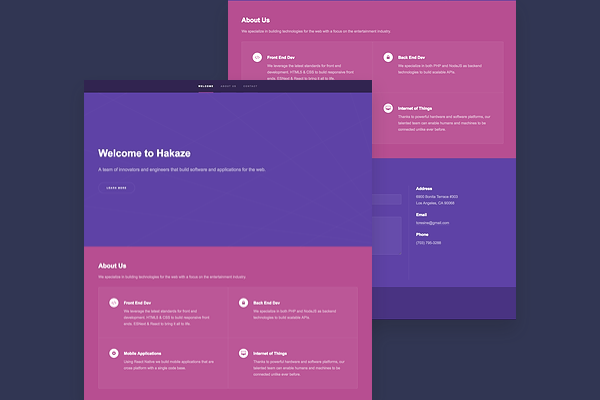 About Us
We specialize in building technologies for the web with a focus on the entertainment industry.
Front End Dev
We leverage the latest standards for front end
development. HTML5 & CSS to build responsive front
ends. ESNext & React to bring it all to life.
Back End Dev
We specialize in both PHP and NodeJS as backend
technologies to build scalable APIs.
Internet of Things
Thanks to powerful hardware and software platforms, our
talented team can enable humans and machines to be
connected unlike ever before.
Address
Los Angeles, CA 90068
Email
Phone
WELCOME
ABOUT US
CONTACT
Welcome to Hakaze
A team of innovators and engineers that build software and applications for the web.
LEARN MORE
About Us
We specialize in building technologies for the web with a focus on the entertainment industry.
Front End Dev
We leverage the latest standards for front end
development. HTML5 & CSS to build responsive front
ends. ESNext & React to bring it all to life.
Back End Dev
We specialize in both PHP and NodeJS as backend
technologies to build scalable APIs.
Mobile Applications
Using React Native we build mobile applications that are
cross platform with a single code base.
Internet of Things
Thanks to powerful hardware and software platforms, our
talented team can enable humans and machines to be
connected unlike ever before.